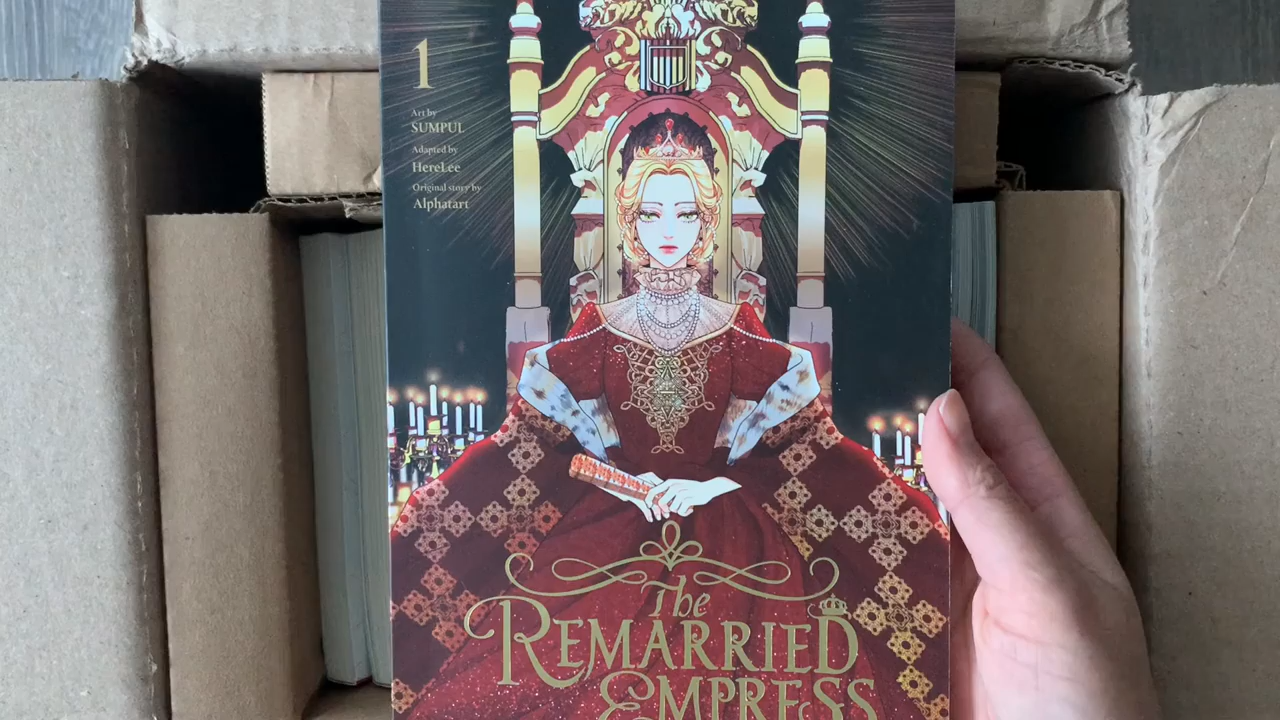 1
Art by
SUMPUL
Adapted by
HereLee
Original story by
Alphatart
The
REMARRIED
EMPRESS